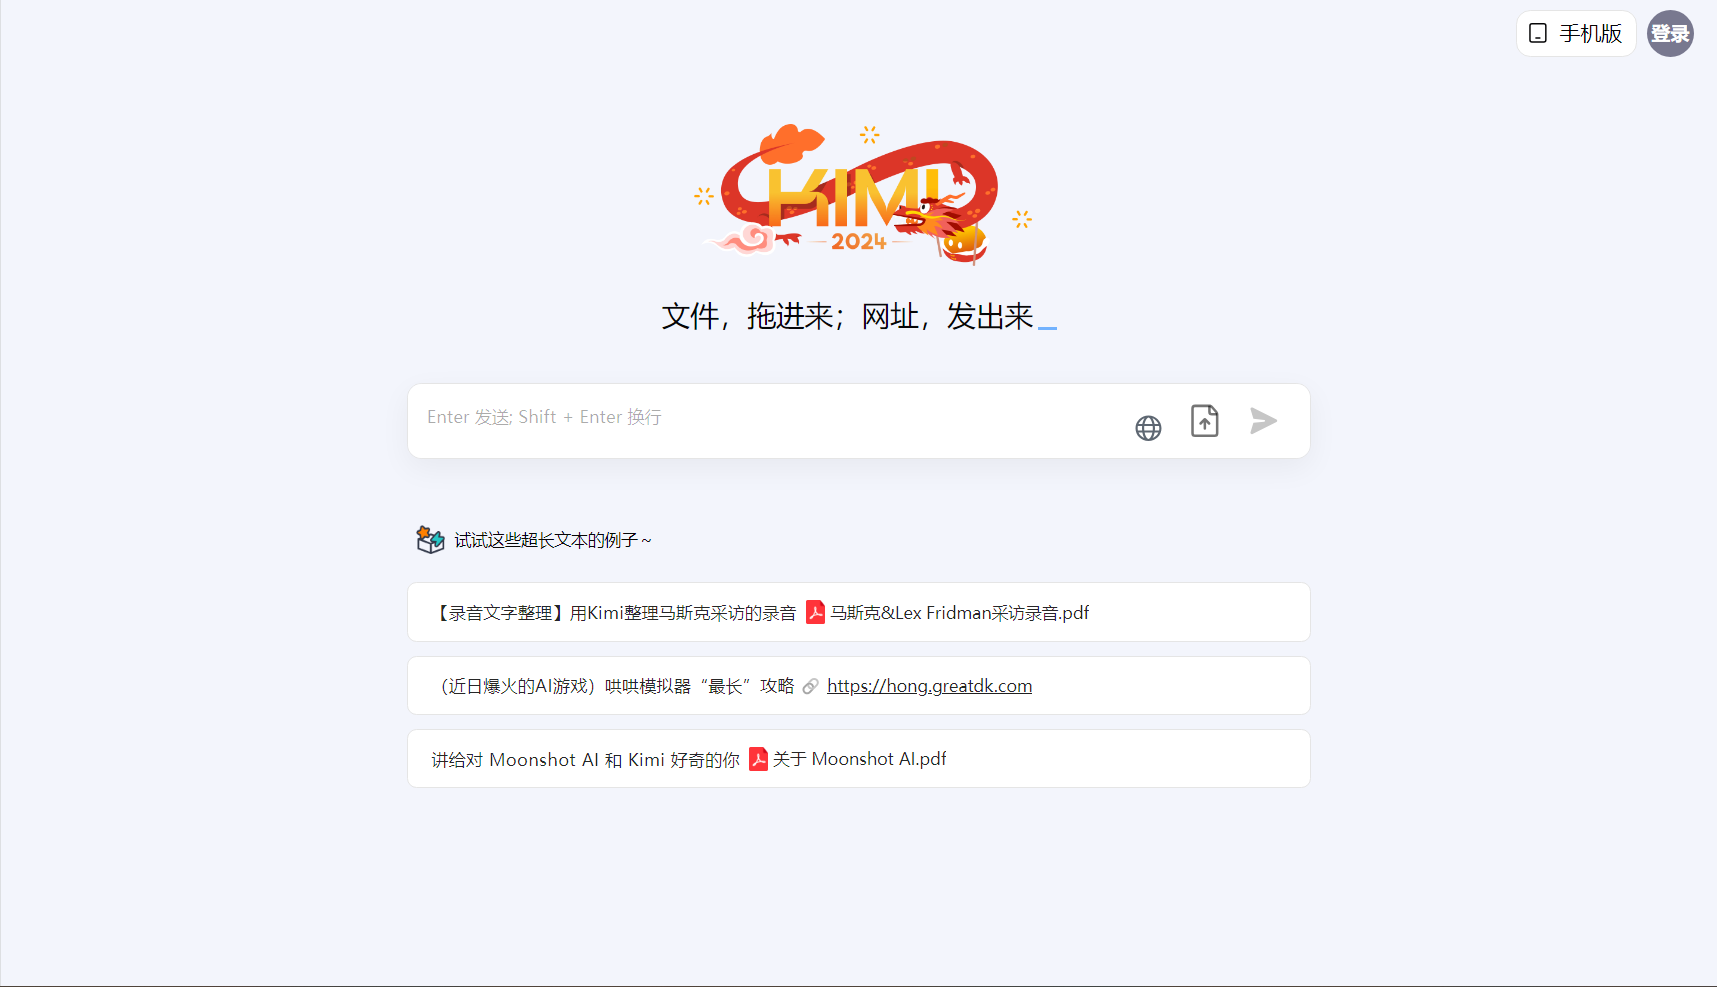 手机版
登录
KIMI
2024
文件，拖进来；网址，发出来_
Enter 发送; Shift + Enter 换行
试试这些超长文本的例子～
【录音文字整理】用Kimi整理马斯克采访的录音 马斯克&Lex Fridman采访录音.pdf
（近日爆火的AI游戏）哄哄模拟器“最长”攻略 https://hong.greatdk.com
讲给对 Moonshot AI 和 Kimi 好奇的你 关于 Moonshot AI.pdf